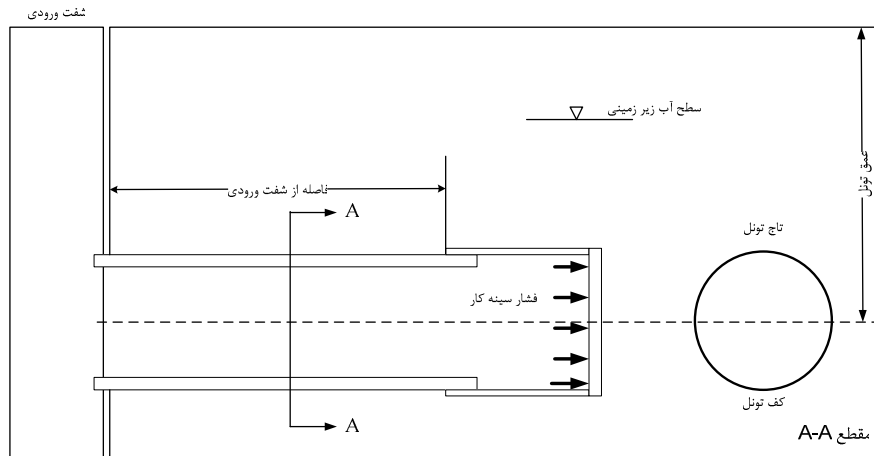 شفت ورودی
سطح آب زیر زمینی
عمق تونل
فاصله از شفت ورودی
A
تاج تونل
فشار سینه کار
کف تونل
A
مقطع A-A